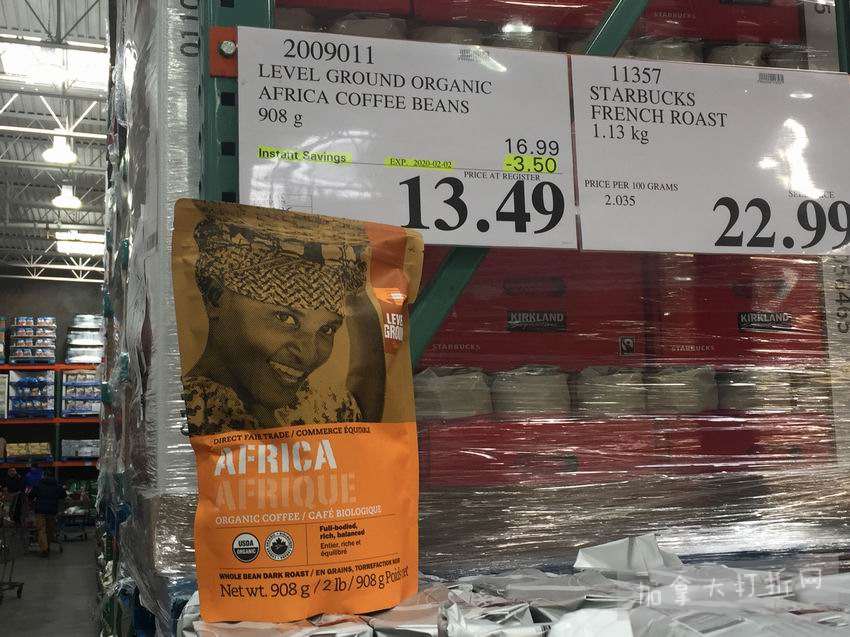 2009011
LEVEL GROUND ORGANIC
AFRICA COFFEE BEANS
908 g
16.99
Instant Savings
EXP. 2020-02-02
-3.50
PRICE AT REGISTER
13.49
11357
STARBUCKS
FRENCH ROAST
1.13 kg
PRICE PER 100 GRAMS
2.035
22.99
DIRECT FAIR TRADE / COMMERCE ÉQUITABLE
AFRICA
AFRIQUE
ORGANIC COFFEE / CAFÉ BIOLOGIQUE
Full-bodied,
rich, balanced
Entier, riche et
équilibré
USDA
ORGANIC
WHOLE BEAN DARK ROAST / EN GRAINS, TORREFACTION NOIR
Net wt. 908 g / 2 lb / 908 g Poids net
KIRKLAND
STARBUCKS
KIRKLAND
STARBUCKS
加拿大打折网